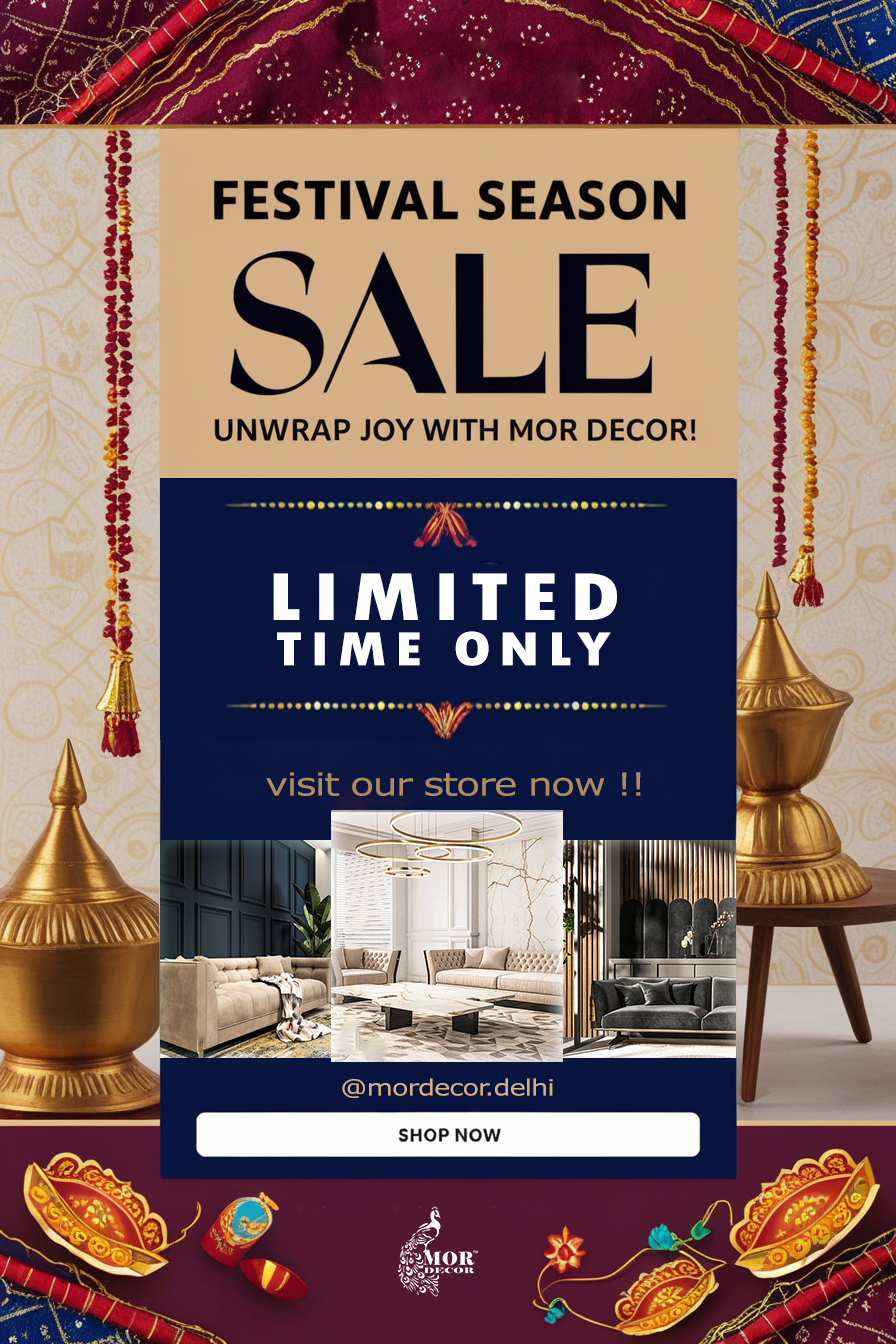 FESTIVAL SEASON
SALE
UNWRAP JOY WITH MOR DECOR!
LIMITED
TIME ONLY
visit our store now !!
@mordecor.delhi
SHOP NOW
MOR™
DECOR